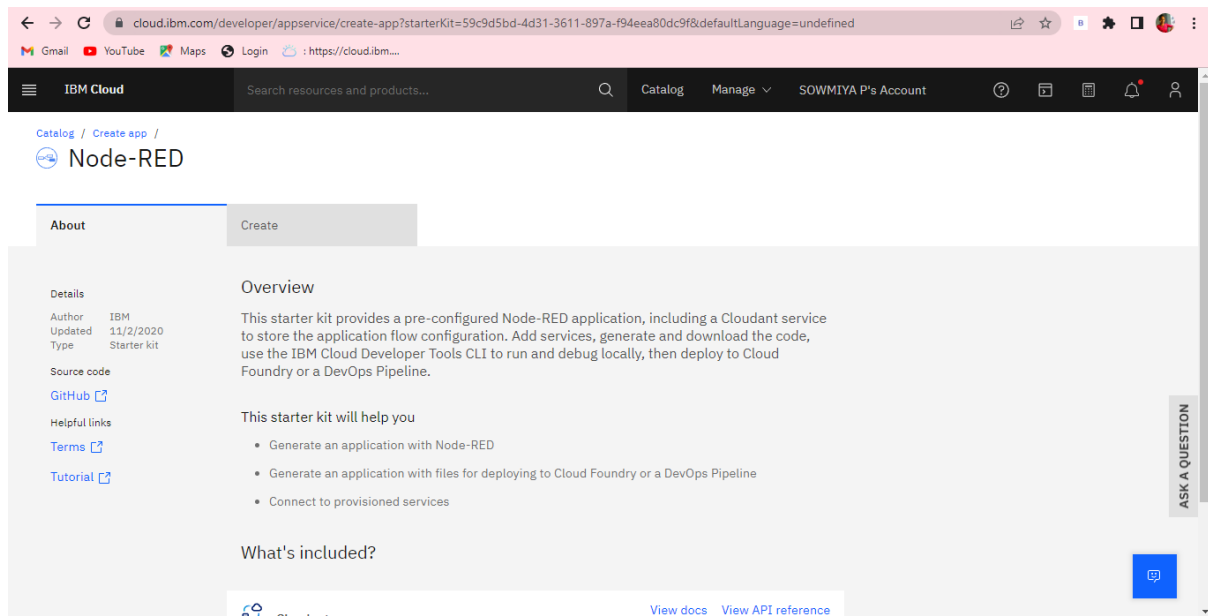 cloud.ibm.com/developer/appservice/create-app?starterKit=59c9d5bd-4d31-3611-897a-f94eea80dc9f&defaultLanguage=undefined
B
Gmail YouTube Maps Login : https://cloud.ibm....
IBM Cloud Search resources and products... Catalog Manage SOWMIYA P's Account
Catalog / Create app /
Node-RED
About Create
Details
Author IBM
Updated 11/2/2020
Type Starter kit
Source code
GitHub
Helpful links
Terms
Tutorial
Overview
This starter kit provides a pre-configured Node-RED application, including a Cloudant service
to store the application flow configuration. Add services, generate and download the code,
use the IBM Cloud Developer Tools CLI to run and debug locally, then deploy to Cloud
Foundry or a DevOps Pipeline.
This starter kit will help you
• Generate an application with Node-RED
• Generate an application with files for deploying to Cloud Foundry or a DevOps Pipeline
• Connect to provisioned services
What's included?
View docs View API reference
ASK A QUESTION